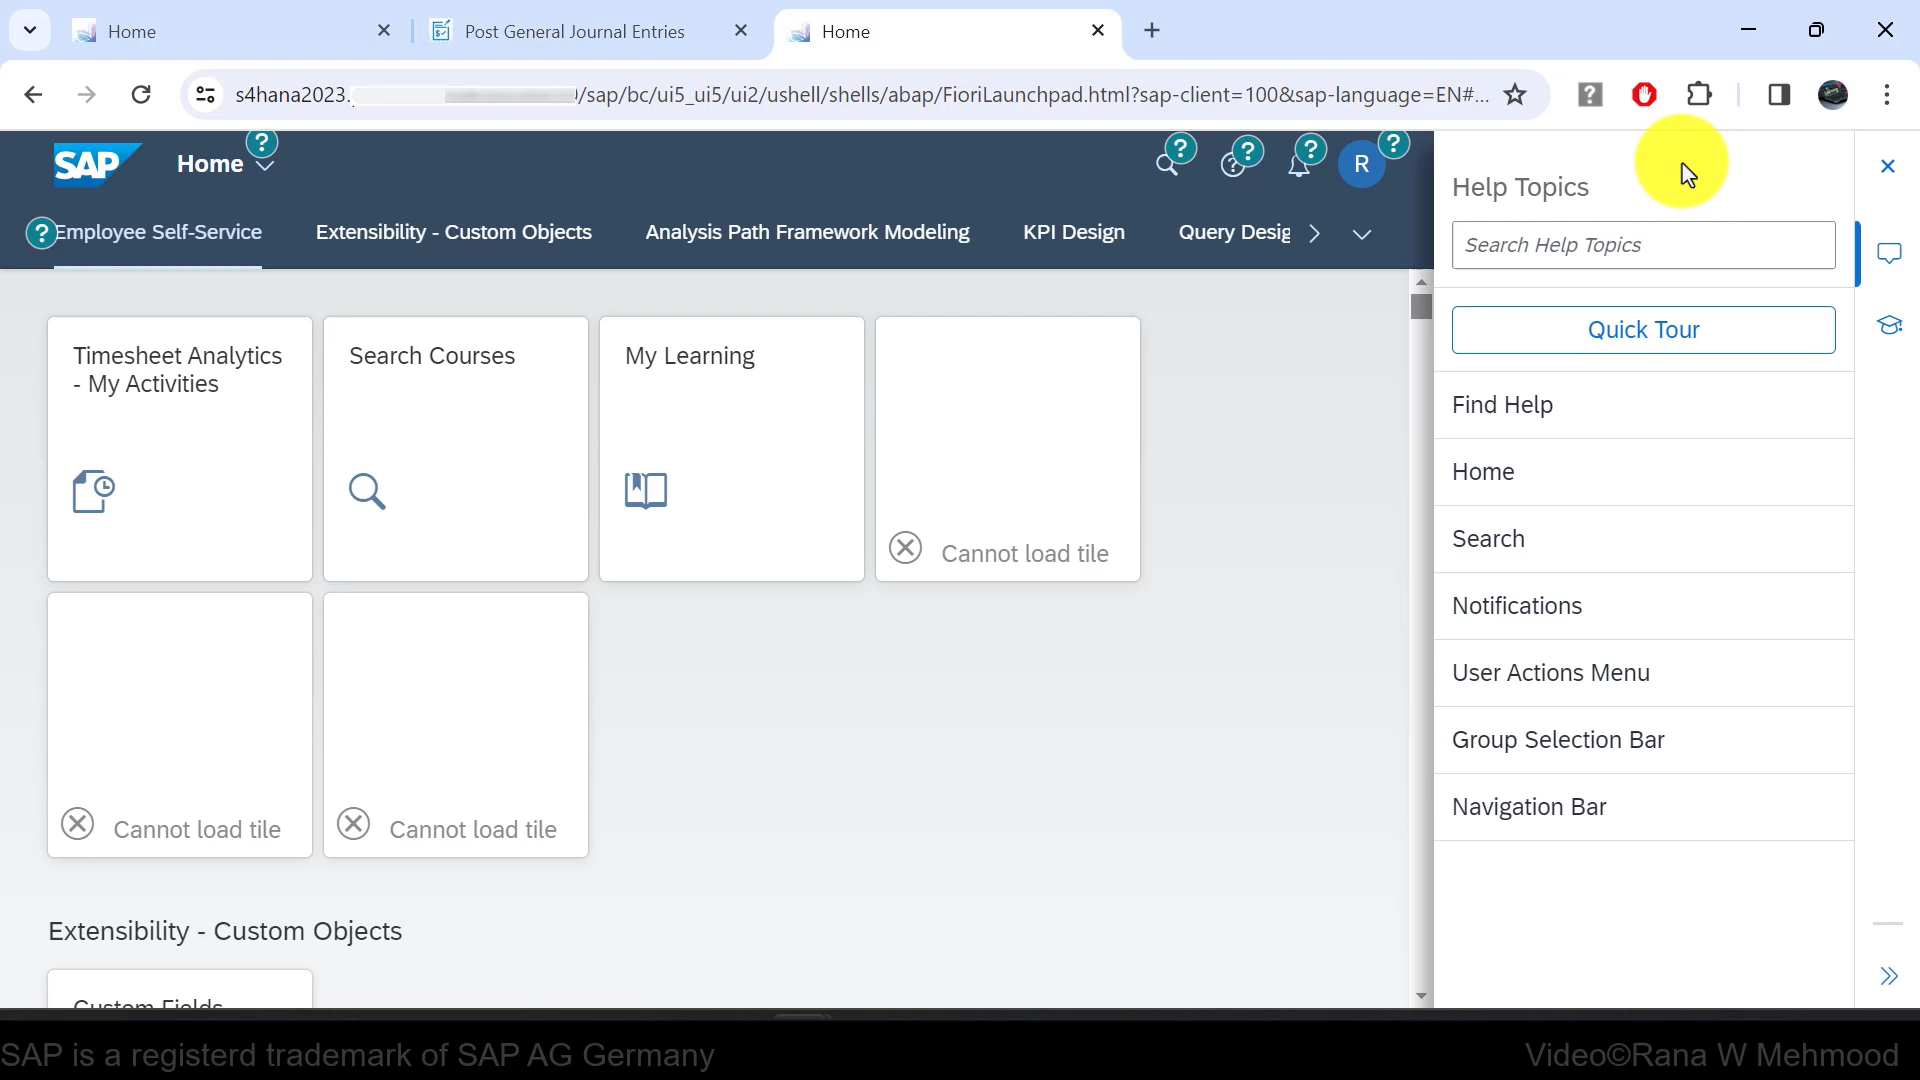 Home
Post General Journal Entries
Home
s4hana2023.
/sap/bc/ui5_ui5/ui2/ushell/shells/abap/FioriLaunchpad.html?sap-client=100&sap-language=EN#...
SAP
Home
?
?
?
?
R
?
?
Employee Self-Service
Extensibility - Custom Objects
Analysis Path Framework Modeling
KPI Design
Query Desig
Timesheet Analytics
- My Activities
Search Courses
My Learning
Cannot load tile
Cannot load tile
Cannot load tile
Extensibility - Custom Objects
Custom Fields
Help Topics
Search Help Topics
Quick Tour
Find Help
Home
Search
Notifications
User Actions Menu
Group Selection Bar
Navigation Bar
SAP is a registerd trademark of SAP AG Germany
Video©Rana W Mehmood